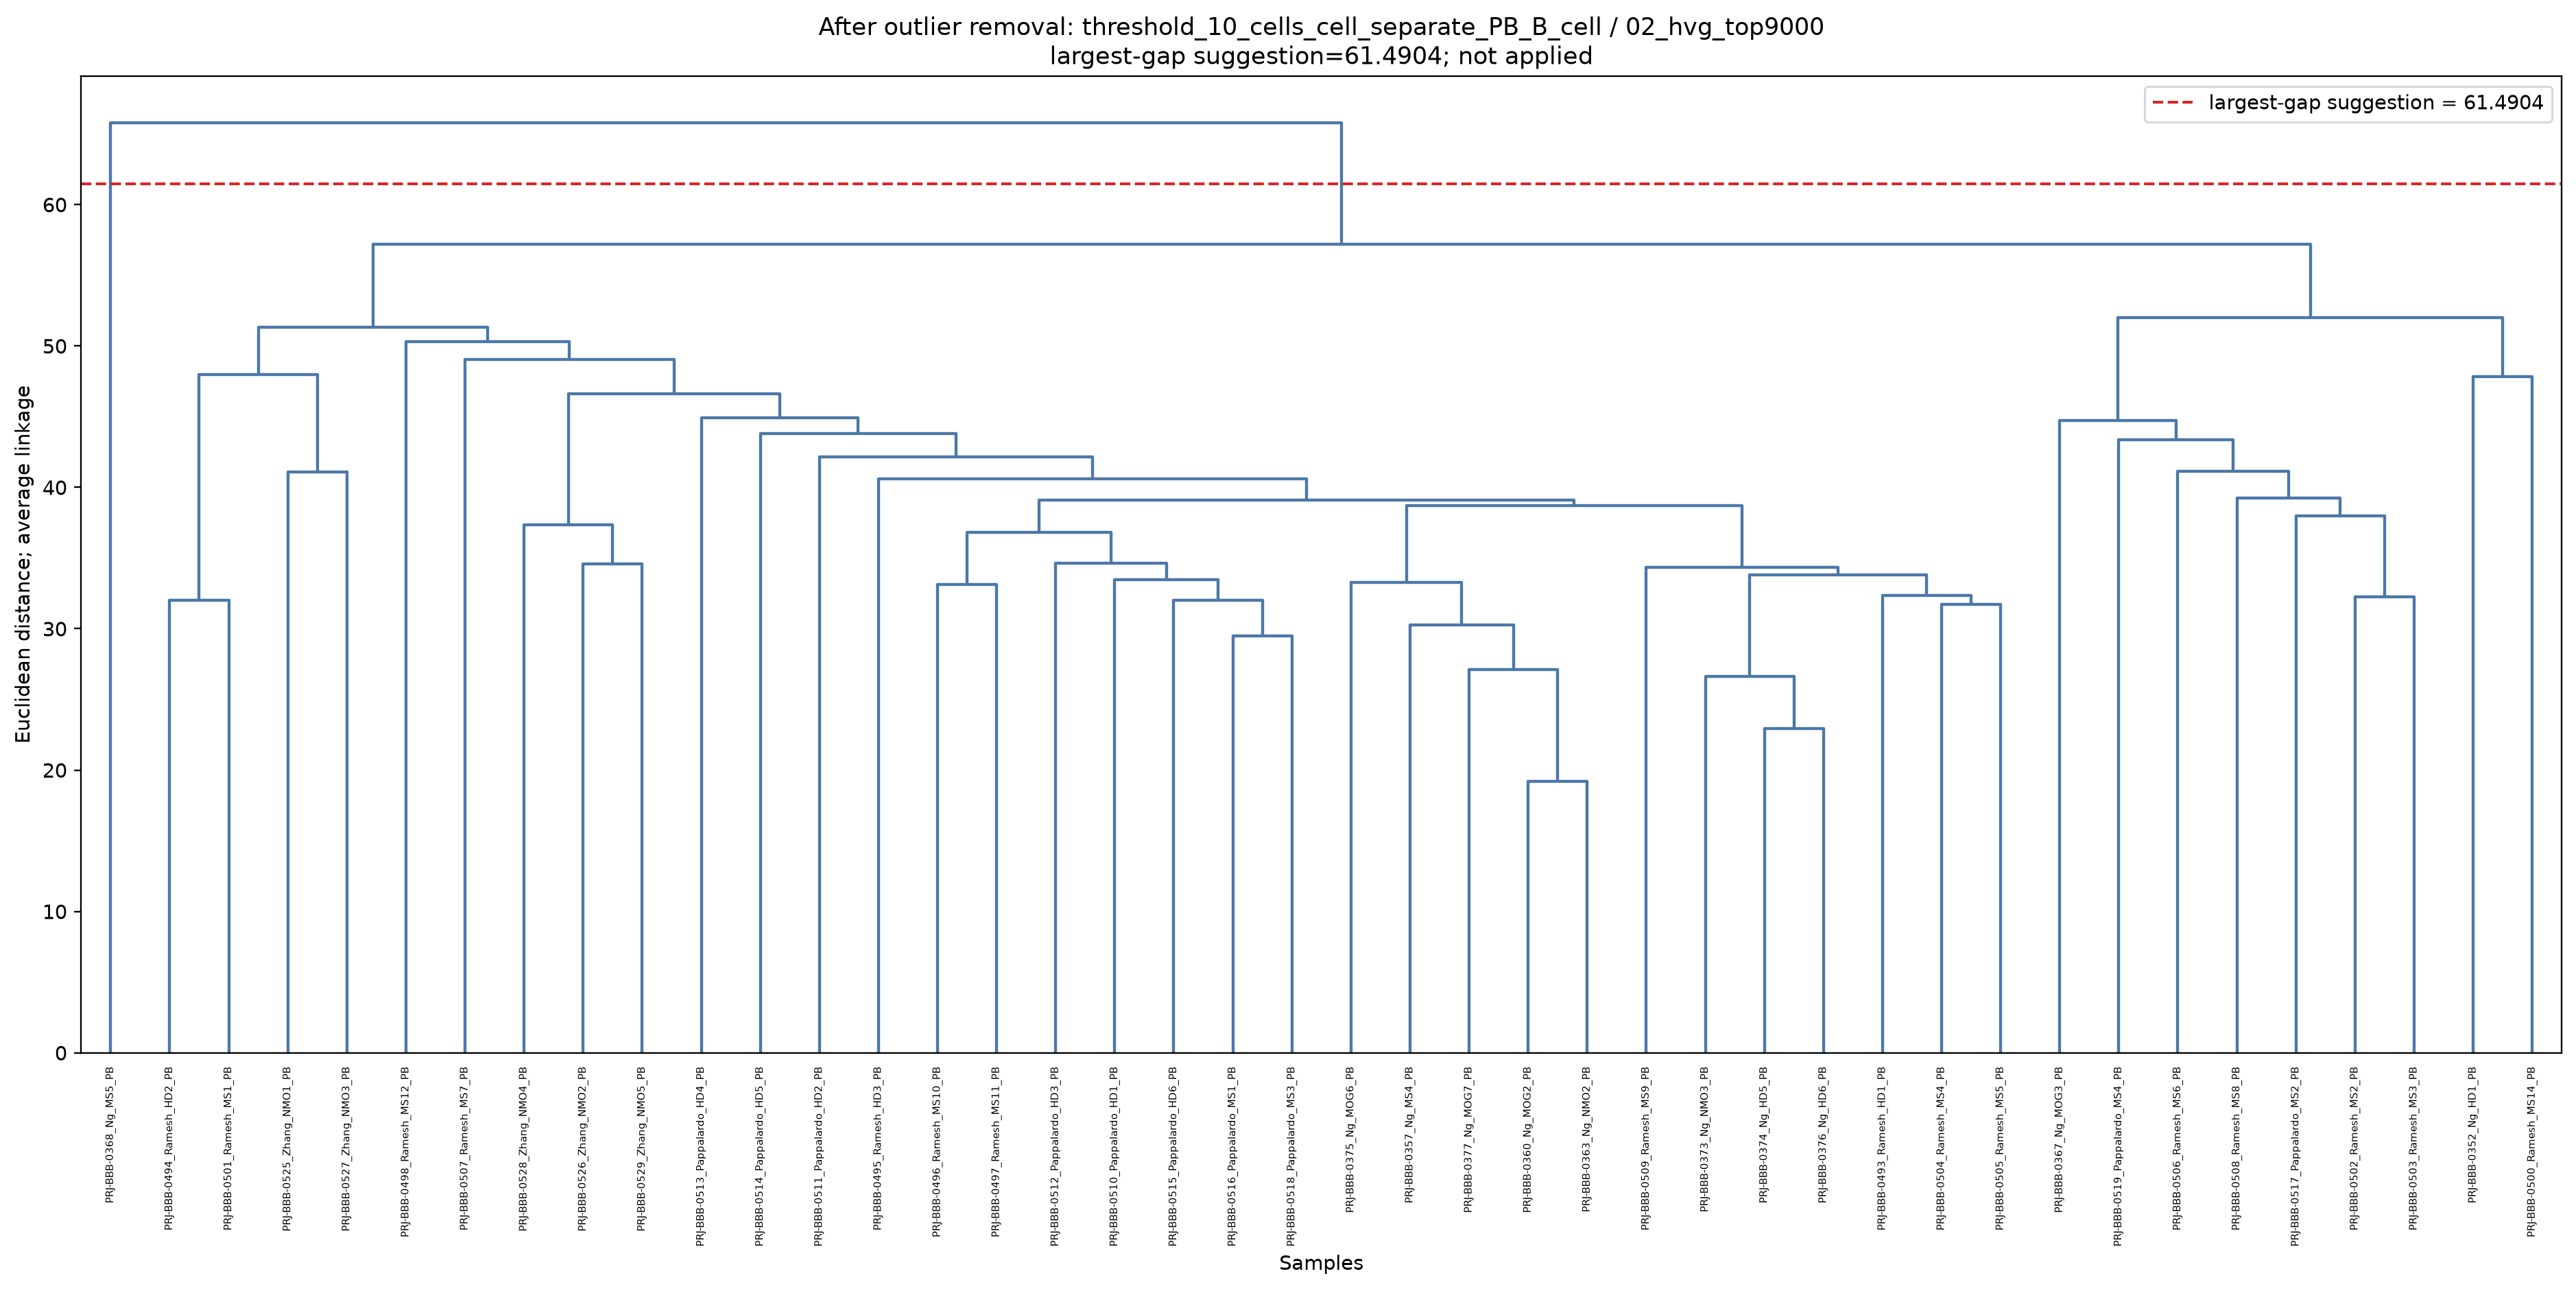 After outlier removal: threshold_10_cells_cell_separate_PB_B_cell / 02_hvg_top9000
largest-gap suggestion=61.4904; not applied
largest-gap suggestion = 61.4904
Euclidean distance; average linkage
60
50
40
30
20
10
0
PRJ-BBB-0368_Ng_MS5_PB
PRJ-BBB-0494_Ramesh_HD2_PB
PRJ-BBB-0501_Ramesh_MS1_PB
PRJ-BBB-0525_Zhang_NMO1_PB
PRJ-BBB-0527_Zhang_NMO3_PB
PRJ-BBB-0498_Ramesh_MS12_PB
PRJ-BBB-0507_Ramesh_MS7_PB
PRJ-BBB-0528_Zhang_NMO4_PB
PRJ-BBB-0526_Zhang_NMO2_PB
PRJ-BBB-0529_Zhang_NMO5_PB
PRJ-BBB-0513_Pappalardo_HD4_PB
PRJ-BBB-0514_Pappalardo_HD5_PB
PRJ-BBB-0511_Pappalardo_HD2_PB
PRJ-BBB-0495_Ramesh_HD3_PB
PRJ-BBB-0496_Ramesh_MS10_PB
PRJ-BBB-0497_Ramesh_MS11_PB
PRJ-BBB-0512_Pappalardo_HD3_PB
PRJ-BBB-0510_Pappalardo_HD1_PB
PRJ-BBB-0515_Pappalardo_HD6_PB
PRJ-BBB-0516_Pappalardo_MS1_PB
PRJ-BBB-0518_Pappalardo_MS3_PB
PRJ-BBB-0375_Ng_MOG6_PB
PRJ-BBB-0357_Ng_MS4_PB
PRJ-BBB-0377_Ng_MOG7_PB
PRJ-BBB-0360_Ng_MOG2_PB
PRJ-BBB-0363_Ng_NMO2_PB
PRJ-BBB-0509_Ramesh_MS9_PB
PRJ-BBB-0373_Ng_NMO3_PB
PRJ-BBB-0374_Ng_HD5_PB
PRJ-BBB-0376_Ng_HD6_PB
PRJ-BBB-0493_Ramesh_HD1_PB
PRJ-BBB-0504_Ramesh_MS4_PB
PRJ-BBB-0505_Ramesh_MS5_PB
PRJ-BBB-0367_Ng_MOG3_PB
PRJ-BBB-0519_Pappalardo_MS4_PB
PRJ-BBB-0506_Ramesh_MS6_PB
PRJ-BBB-0508_Ramesh_MS8_PB
PRJ-BBB-0517_Pappalardo_MS2_PB
PRJ-BBB-0502_Ramesh_MS2_PB
PRJ-BBB-0503_Ramesh_MS3_PB
PRJ-BBB-0352_Ng_HD1_PB
PRJ-BBB-0500_Ramesh_MS14_PB
Samples